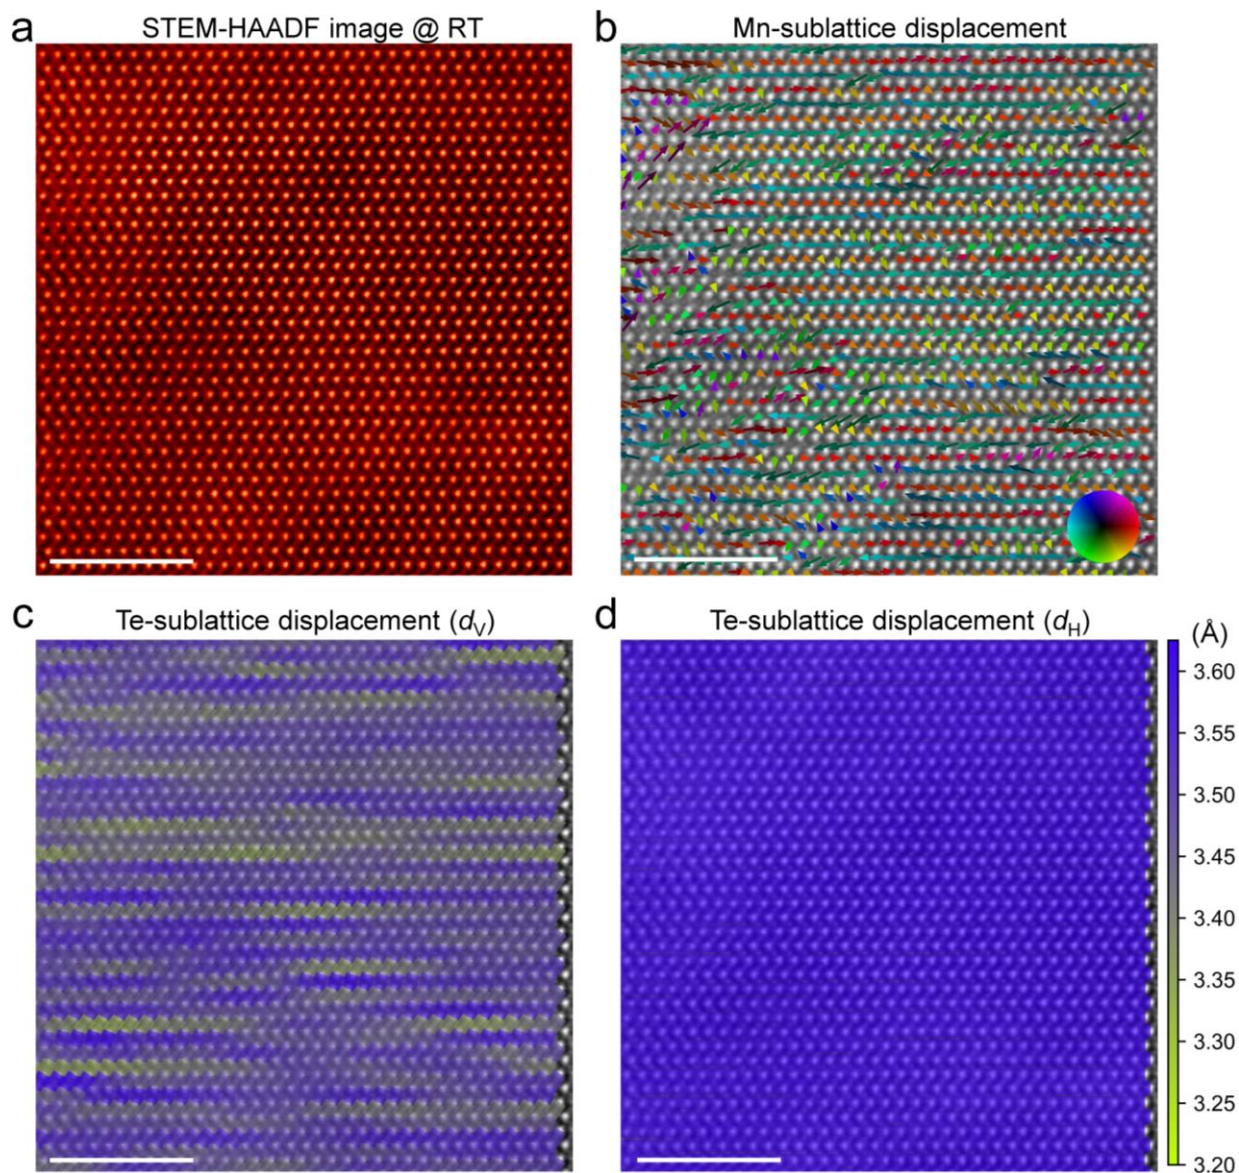 a
STEM-HAADF image @ RT
b
Mn-sublattice displacement
c
Te-sublattice displacement (dV)
d
Te-sublattice displacement (dH)
(Å)
3.60
3.55
3.50
3.45
3.40
3.35
3.30
3.25
3.20